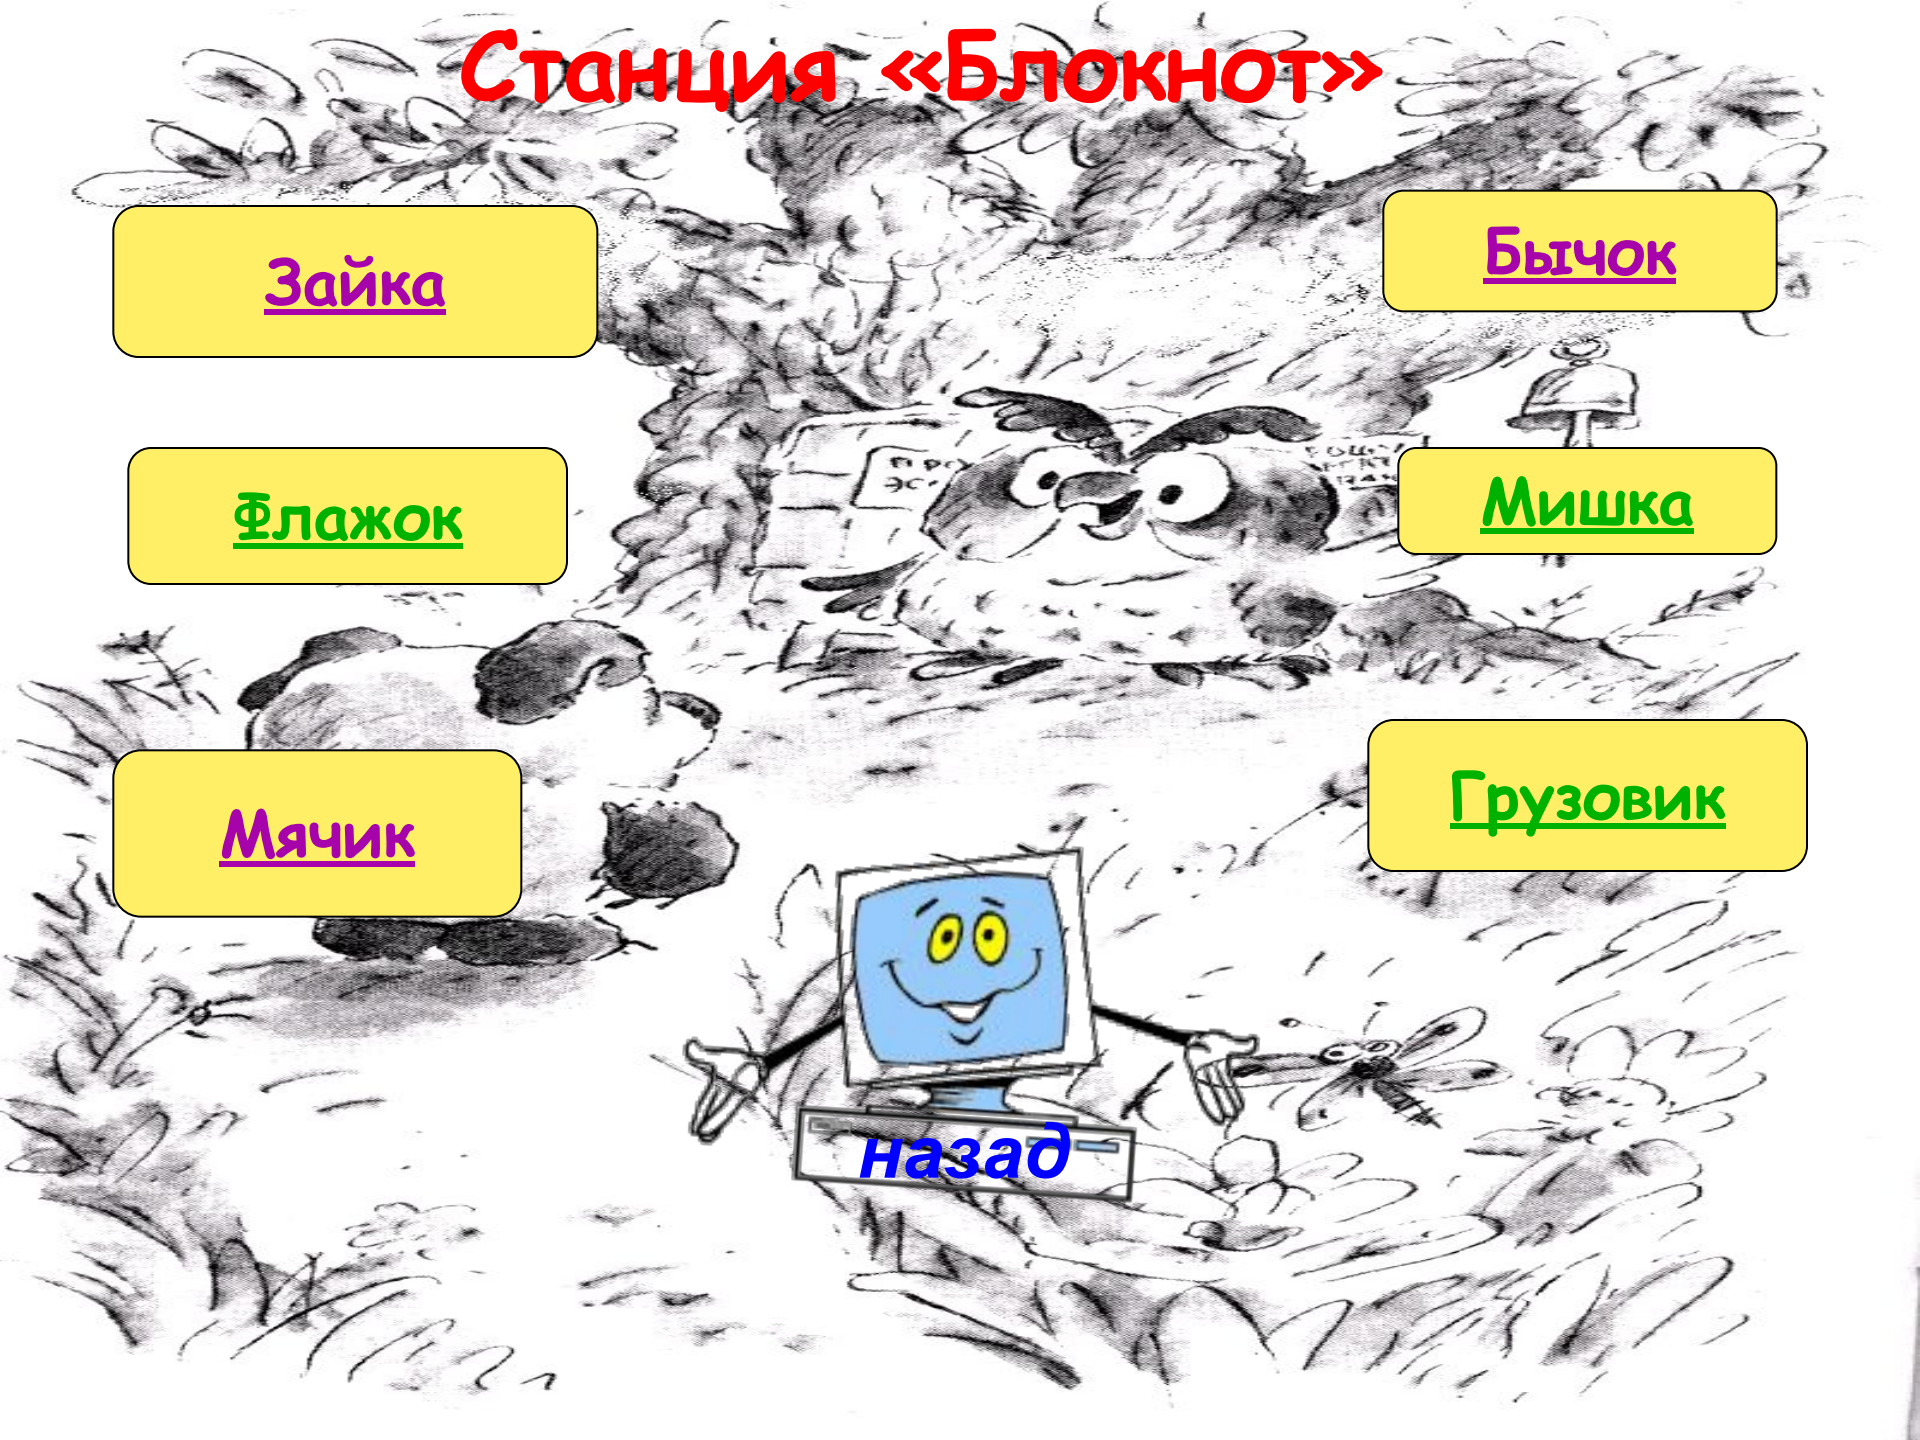 Станция «Блокнот»
Зайка
Бычок
Флажок
Мишка
Мячик
Грузовик
назад